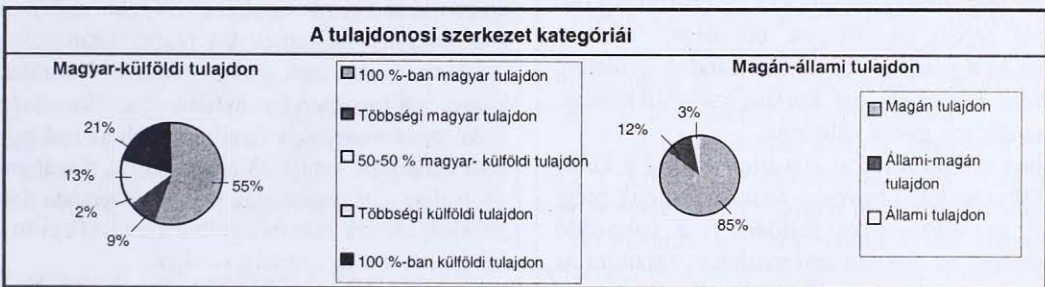 A tulajdonosi szerkezet kategóriái
Magyar-külföldi tulajdon
21%
13%
2%
9%
55%
100 %-ban magyar tulajdon
Többségi magyar tulajdon
50-50 % magyar- külföldi tulajdon
Többségi külföldi tulajdon
100 %-ban külföldi tulajdon
Magán-állami tulajdon
3%
12%
85%
Magán tulajdon
Állami-magán
tulajdon
Állami tulajdon